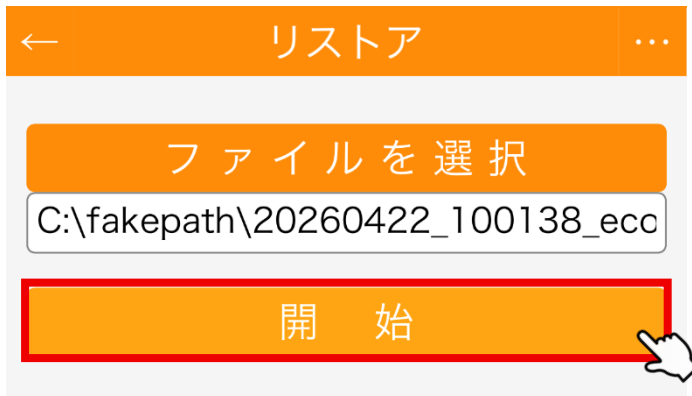 ← リストア …
ファイルを選択
C:\fakepath\20260422_100138_eco
開 始